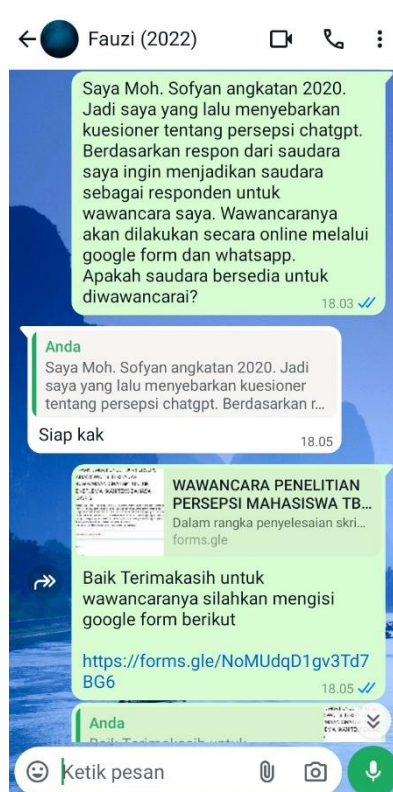 Fauzi (2022)
Saya Moh. Sofyan angkatan 2020.
Jadi saya yang lalu menyebarkan
kuesioner tentang persepsi chatgpt.
Berdasarkan respon dari saudara
saya ingin menjadikan saudara
sebagai responden untuk
wawancara saya. Wawancaranya
akan dilakukan secara online melalui
google form dan whatsapp.
Apakah saudara bersedia untuk
diwawancarai?
18.03
Anda
Saya Moh. Sofyan angkatan 2020. Jadi
saya yang lalu menyebarkan kuesioner
tentang persepsi chatgpt. Berdasarkan r...
Siap kak
18.05
WAWANCARA PENELITIAN
PERSEPSI MAHASISWA TB...
Dalam rangka penyelesaian skri...
forms.gle
Baik Terimakasih untuk
wawancaranya silahkan mengisi
google form berikut
https://forms.gle/NoMUdqD1gv3Td7
BG6
18.05
Anda
Ketik pesan